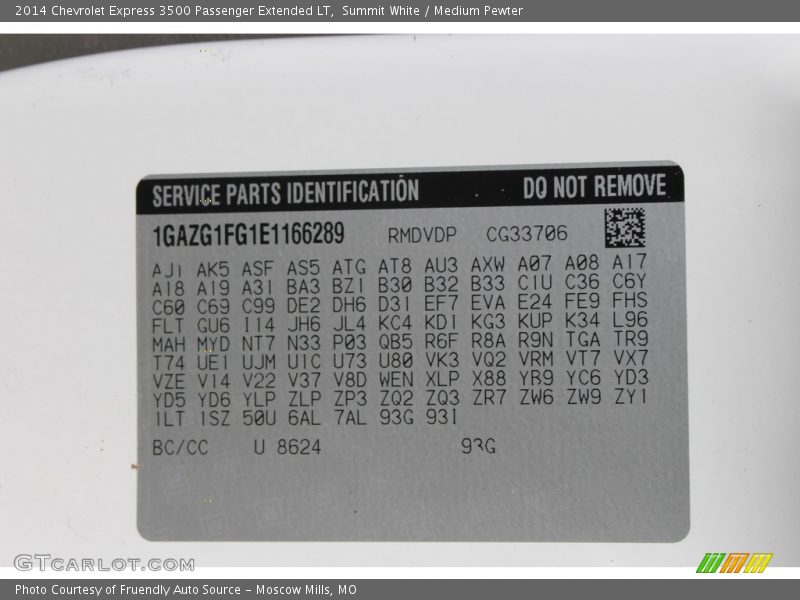 2014 Chevrolet Express 3500 Passenger Extended LT, Summit White / Medium Pewter
SERVICE PARTS IDENTIFICATIÓN DO NOT REMOVE
1GAZG1FG1E1166289 RMDVDP CG33706
AJ1 AK5 ASF AS5 ATG AT8 AU3 AXW A07 A08 A17
A18 A19 A31 BA3 BZ1 B30 B32 B33 C1U C36 C6Y
C60 C69 C99 DE2 DH6 D31 EF7 EVA E24 FE9 FHS
FLT GU6 I14 JH6 JL4 KC4 KD1 KG3 KUP K34 L96
MAH MYD NT7 N33 P03 QB5 R6F R8A R9N TGA TR9
T74 UE1 UJM U1C U73 U80 VK3 VQ2 VRM VT7 VX7
VZE V14 V22 V37 V8D WEN XLP X88 YB9 YC6 YD3
YD5 YD6 YLP ZLP ZP3 ZQ2 ZQ3 ZR7 ZW6 ZW9 ZY1
1LT 1SZ 50U 6AL 7AL 93G 93I
BC/CC U 8624 93G
GTCARLOT.COM
Photo Courtesy of Fruendly Auto Source - Moscow Mills, MO